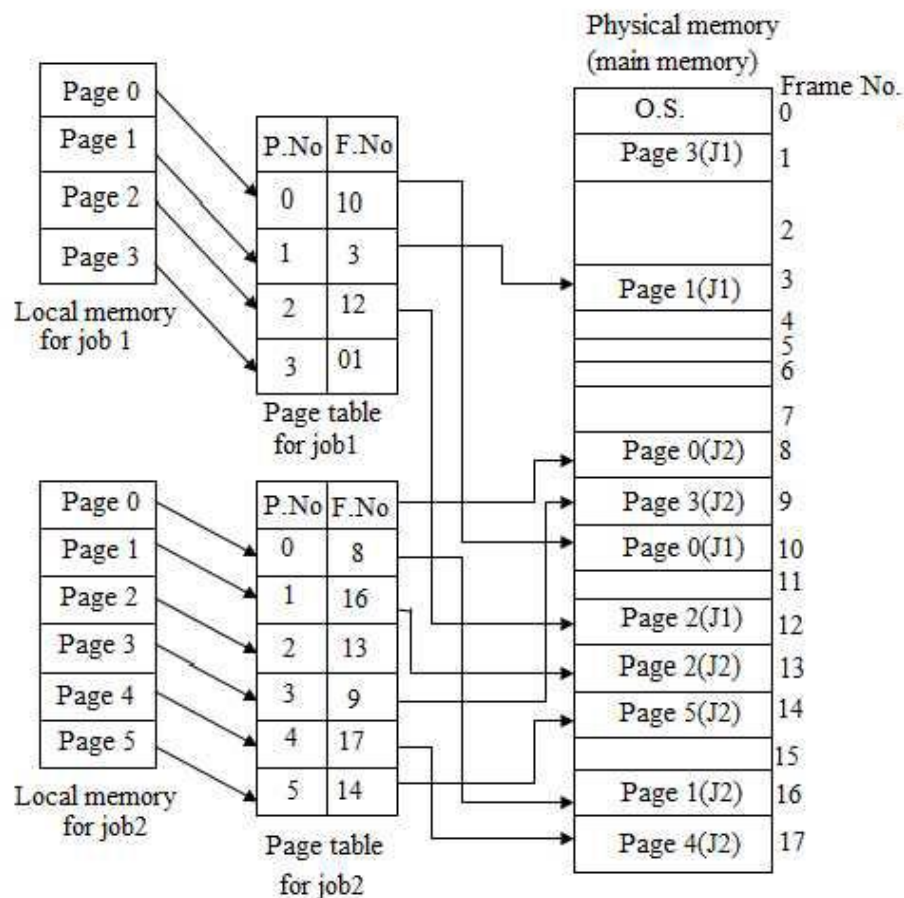 Physical memory
(main memory)
Frame No.
Page 0
Page 1
Page 2
Page 3
Local memory
for job 1
P.No F.No
0 10
1 3
2 12
3 01
Page table
for job1
Page 0
Page 1
Page 2
Page 3
Page 4
Page 5
Local memory
for job2
P.No F.No
0 8
1 16
2 13
3 9
4 17
5 14
Page table
for job2
O.S. 0
Page 3(J1) 1
2
Page 1(J1) 3
4
5
6
7
Page 0(J2) 8
Page 3(J2) 9
Page 0(J1) 10
11
Page 2(J1) 12
Page 2(J2) 13
Page 5(J2) 14
15
Page 1(J2) 16
Page 4(J2) 17